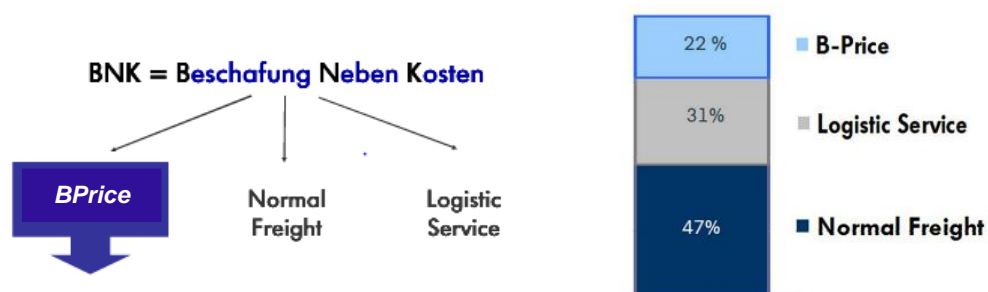 BNK = Beschafung Neben Kosten
BPrice
Normal
Freight
Logistic
Service
22 %
31%
47%
B-Price
Logistic Service
Normal Freight